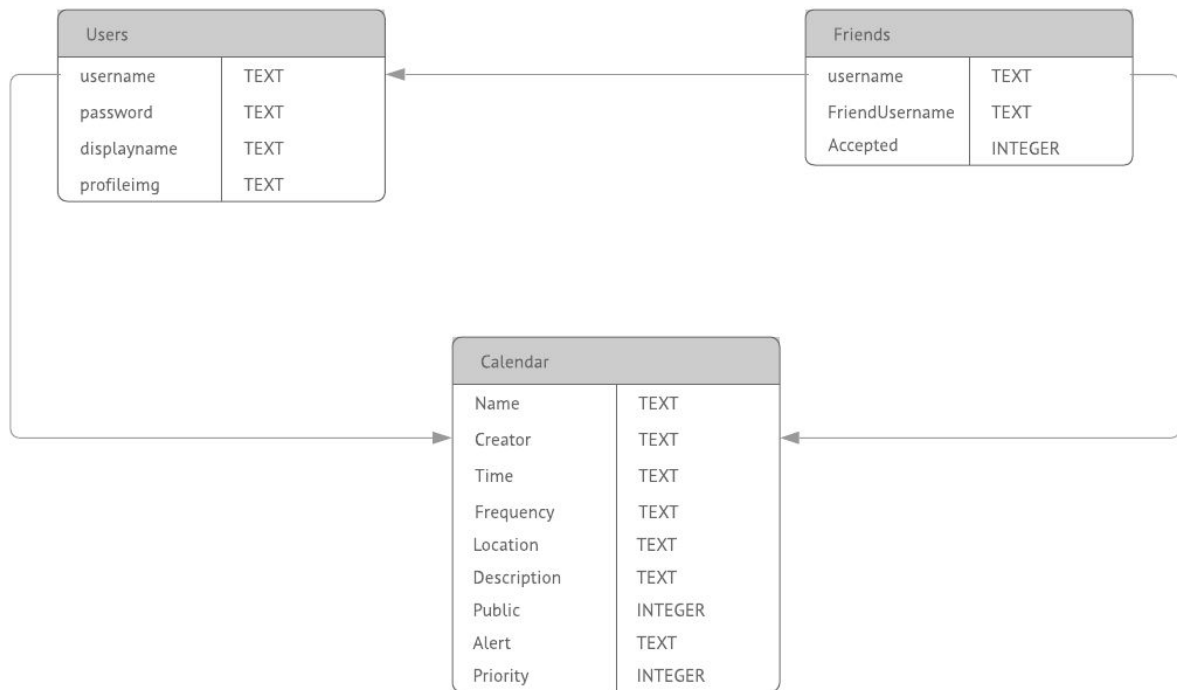 Users
username TEXT
password TEXT
displayname TEXT
profileimg TEXT
Friends
username TEXT
FriendUsername TEXT
Accepted INTEGER
Calendar
Name TEXT
Creator TEXT
Time TEXT
Frequency TEXT
Location TEXT
Description TEXT
Public INTEGER
Alert TEXT
Priority INTEGER